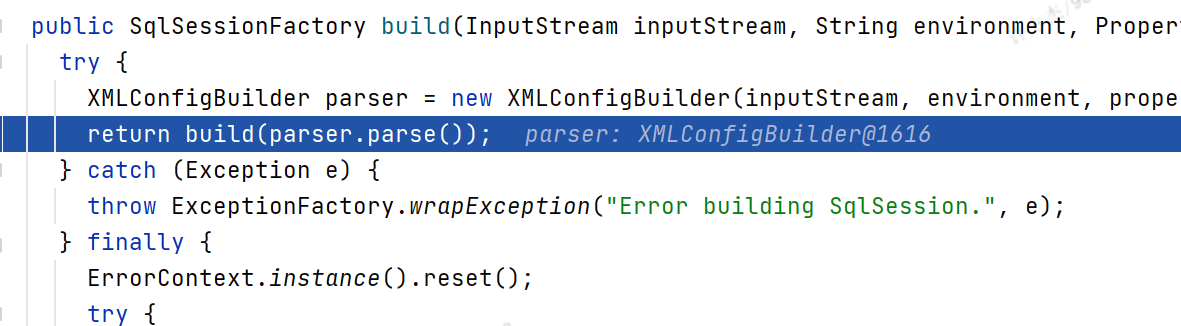 public SqlSessionFactory build(InputStream inputStream, String environment, Propert
try {
XMLConfigBuilder parser = new XMLConfigBuilder(inputStream, environment, prope
return build(parser.parse()); parser: XMLConfigBuilder@1616
} catch (Exception e) {
throw ExceptionFactory.wrapException("Error building SqlSession.", e);
} finally {
ErrorContext.instance().reset();
try {